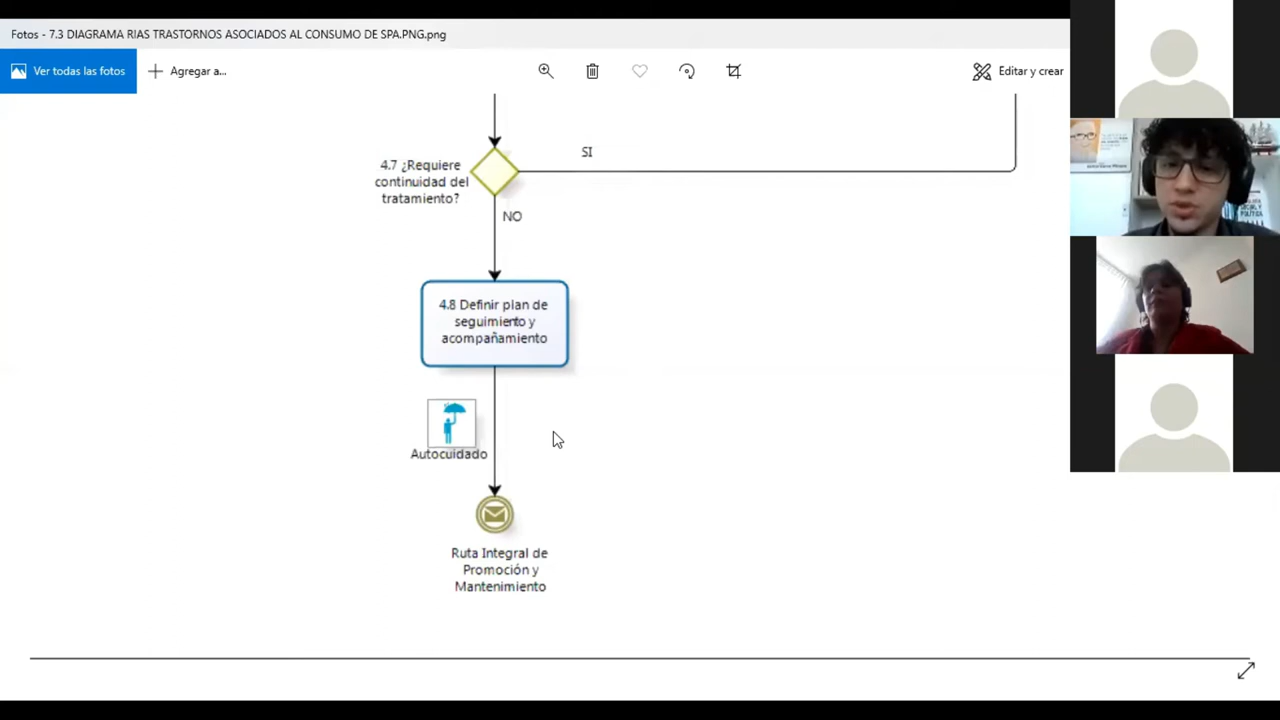 Fotos - 7.3 DIAGRAMA RIAS TRASTORNOS ASOCIADOS AL CONSUMO DE SPA.PNG.png
Ver todas las fotos
Agregar a...
Editar y crear
SI
4.7 ¿Requiere
continuidad del
tratamiento?
NO
4.8 Definir plan de
seguimiento y
acompañamiento
Autocuidado
Ruta Integral de
Promoción y
Mantenimiento